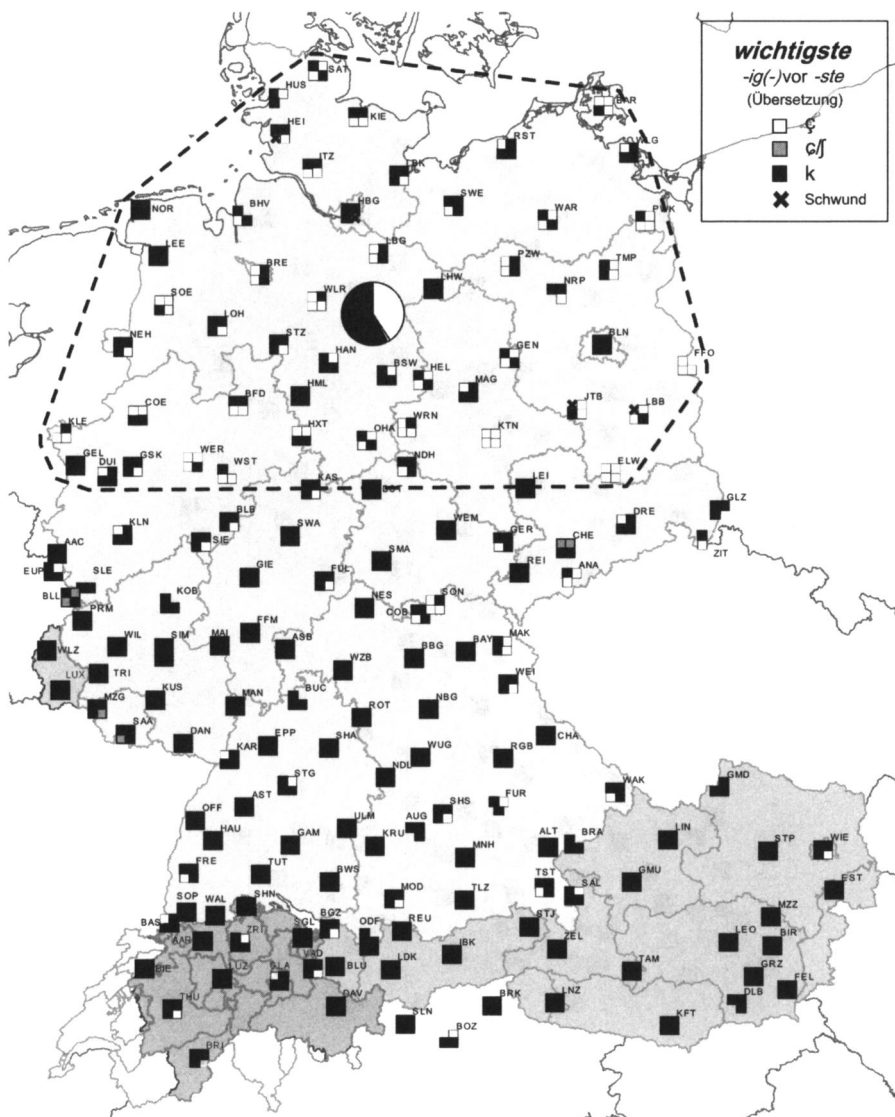 wichtigste
-ig(-)vor -ste
(Übersetzung)
ç
ç/ʃ
k
Schwund
SAT
HUS
KIE
BAR
HEI
RST
WLG
ITZ
HBG
SWE
WAR
PWK
NOR
BHV
LEE
LBG
BRE
PZW
TMP
LHW
NRP
SOE
WLR
LOH
NEH
STZ
BLN
HAN
GEN
FFO
BSW
HEL
HML
MAG
COE
BFD
JTB
LBB
KLE
HXT
OHA
WRN
KTN
GEL
DUI
GSK
WER
WST
NDH
ELW
KAS
LEI
BLB
GLZ
KLN
SIE
SWA
WEM
GER
CHE
DRE
ZIT
AAC
EUP
SLE
BLL
GIE
FUL
SMA
REI
ANA
KOB
PRM
NES
COB
SON
FFM
WIL
SIM
MAI
ASB
BBG
BAY
MAK
WLZ
TRI
WZB
WEI
LUX
MZG
KUS
MAN
BUC
ROT
NBG
SAA
DAN
EPP
SHA
CHA
KAR
WUG
RGB
STG
NDL
WAK
GMD
OFF
AST
AUG
SHS
FUR
HAU
ULM
GAM
KRU
ALT
BRA
LIN
STP
WIE
MNH
FRE
TUT
BWS
TST
GMU
EST
MOD
TLZ
SAL
SOP
WAL
SHN
MZZ
BAS
SGL
BGZ
ODF
REU
STJ
AAR
ZRI
IBK
ZEL
LEO
BIR
BIE
LUZ
GLA
VAD
BLU
LDK
TAM
GRZ
FEL
THU
DAV
BRK
LNZ
DLB
SLN
BOZ
KFT
BRI